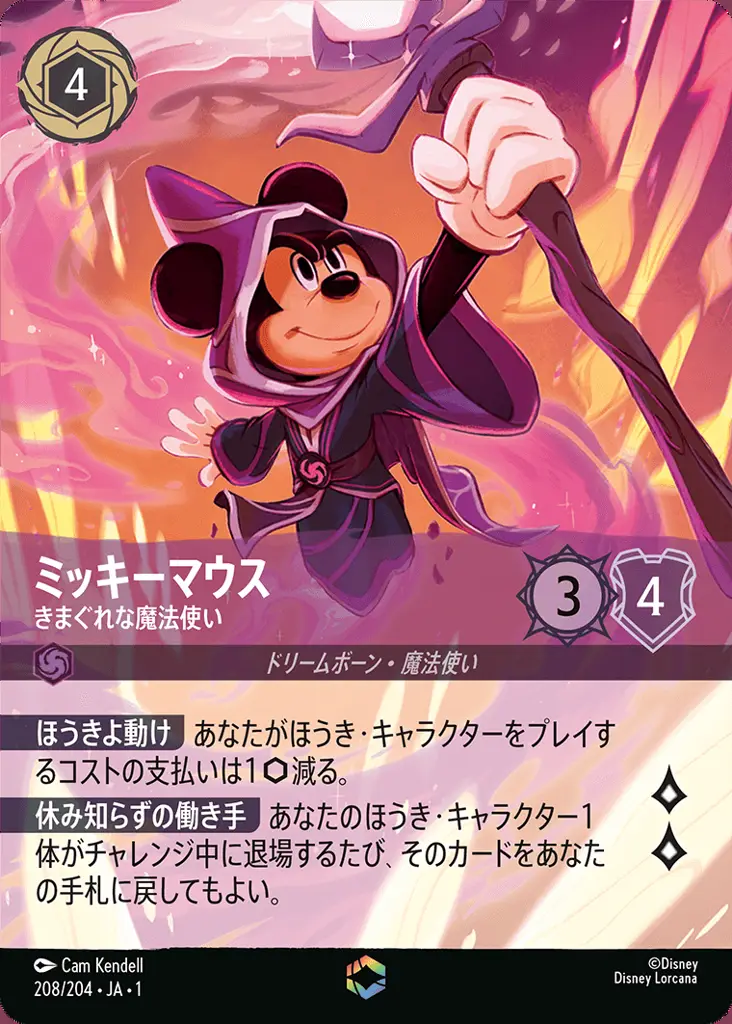 4
ミッキーマウス
きまぐれな魔法使い
3
4
ドリームボーン・魔法使い
ほうきよ動け あなたがほうき・キャラクターをプレイす
るコストの支払いは1⬡減る。
休み知らずの働き手 あなたのほうき・キャラクター1
体がチャレンジ中に退場するたび、そのカードをあなた
の手札に戻してもよい。
Cam Kendell
208/204・JA・1
©Disney
Disney Lorcana